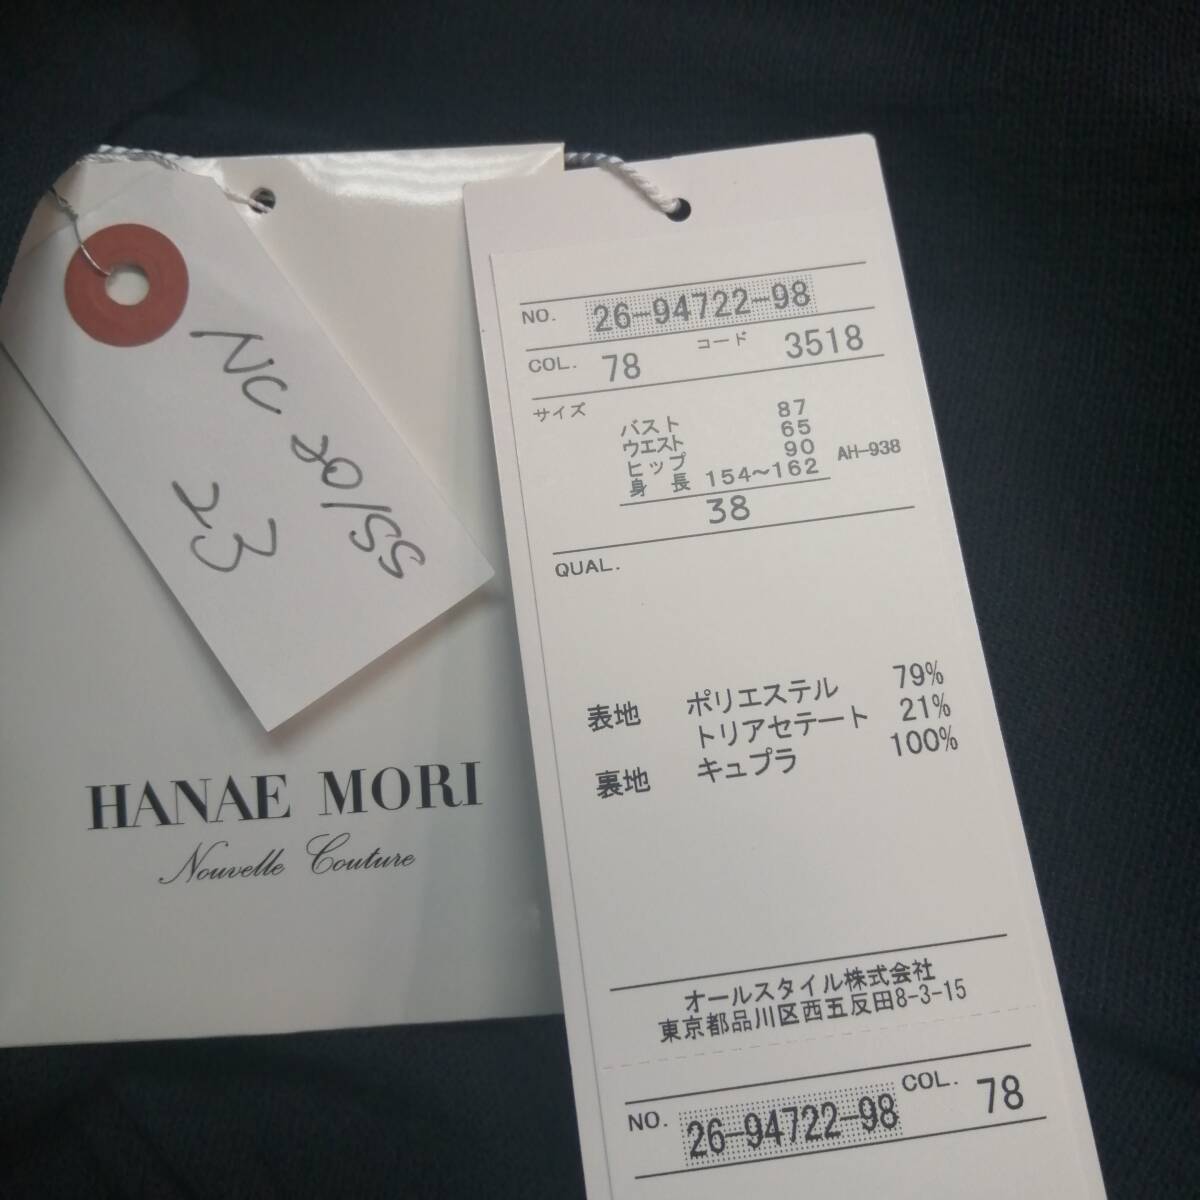 NC 20/SS
23
HANAE MORI
Nouvelle Couture
NO. 26-94722-98
COL. 78 コード 3518
サイズ
バスト 87
ウエスト 65
ヒップ 90 AH-938
身長 154～162
38
QUAL.
表地 ポリエステル 79%
トリアセテート 21%
裏地 キュプラ 100%
オールスタイル株式会社
東京都品川区西五反田8-3-15
NO. 26-94722-98 COL. 78